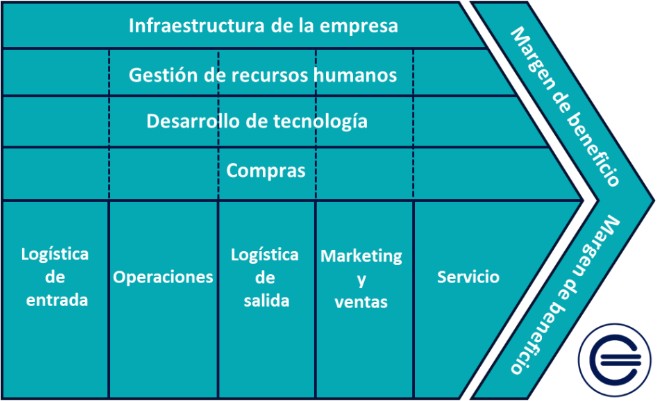 Infraestructura de la empresa
Gestión de recursos humanos
Desarrollo de tecnología
Compras
Logística
de
entrada
Operaciones
Logística
de
salida
Marketing
y
ventas
Servicio
Margen de beneficio
Margen de beneficio